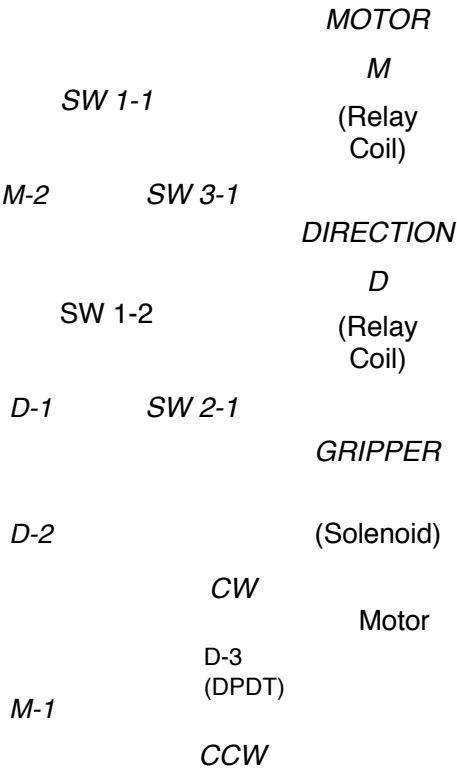 MOTOR
M
SW 1-1
(Relay
Coil)
M-2 SW 3-1
DIRECTION
D
SW 1-2
(Relay
Coil)
D-1 SW 2-1
GRIPPER
D-2 (Solenoid)
CW
Motor
D-3
(DPDT)
M-1
CCW